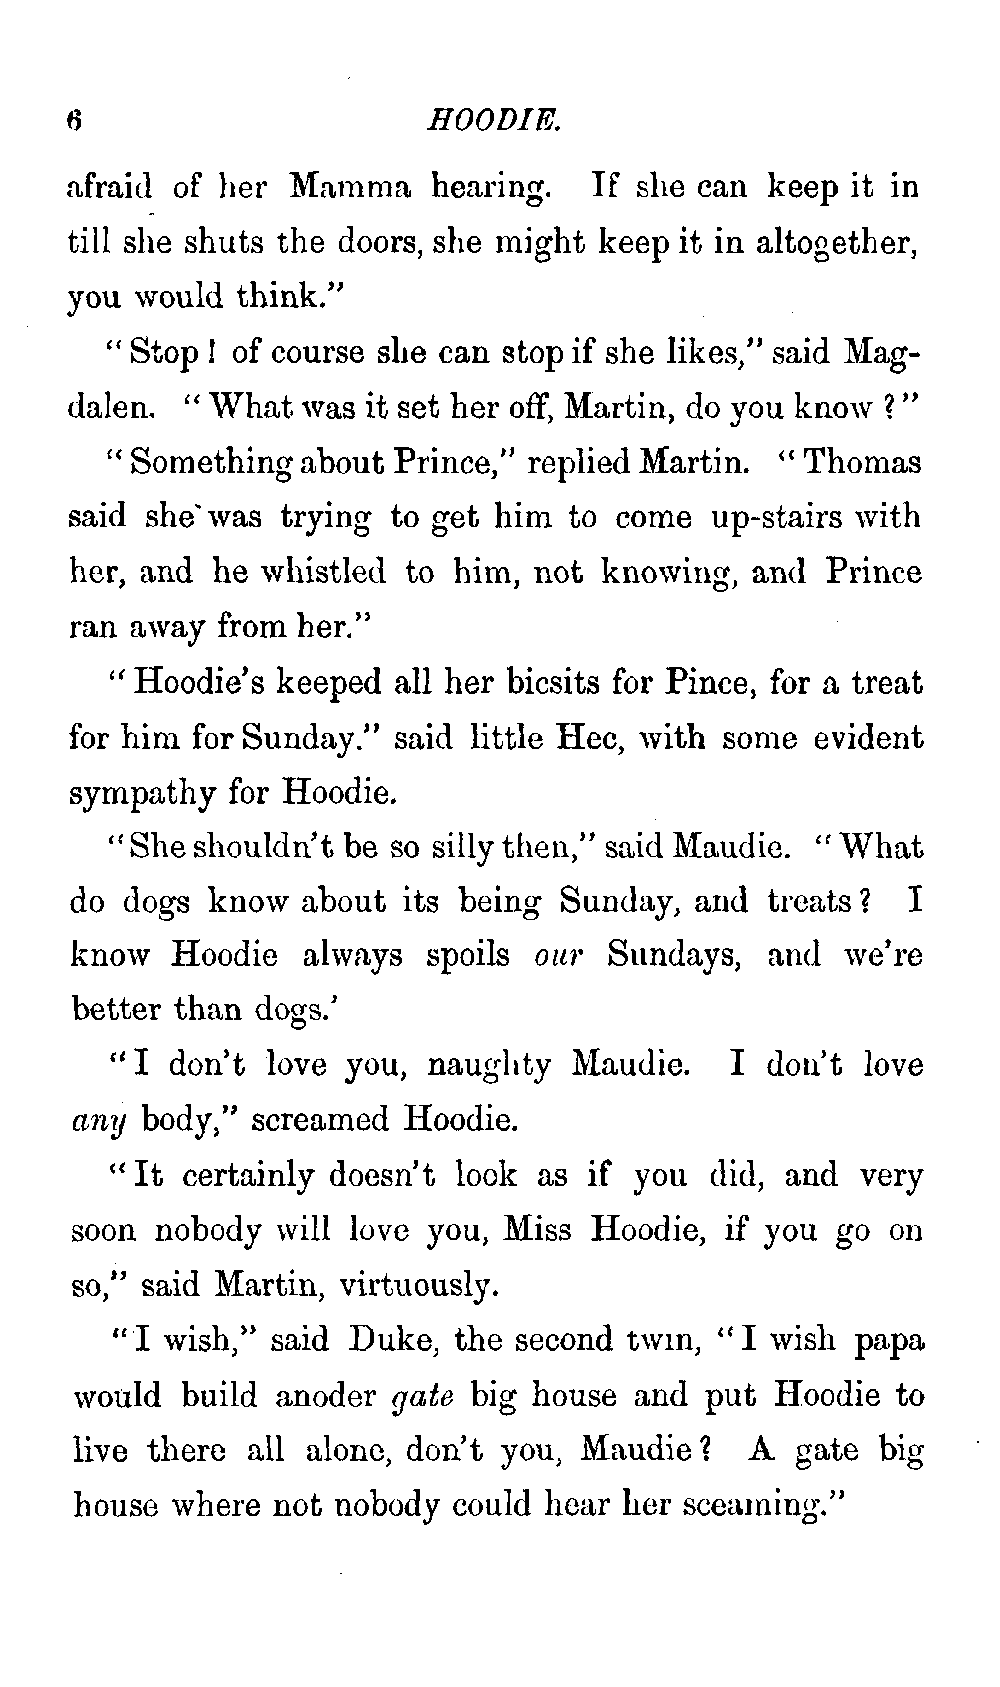 6 HOODIE.
afraid of her Mamma hearing. If she can keep it in
till she shuts the doors, she might keep it in altogether,
you would think."
"Stop! of course she can stop if she likes," said Mag-
dalen. "What was it set her off, Martin, do you know?"
"Something about Prince," replied Martin. "Thomas
said she was trying to get him to come up-stairs with
her, and he whistled to him, not knowing, and Prince
ran away from her."
"Hoodie's keeped all her bicsits for Pince, for a treat
for him for Sunday." said little Hec, with some evident
sympathy for Hoodie.
"She shouldn't be so silly then," said Maudie. "What
do dogs know about its being Sunday, and treats? I
know Hoodie always spoils our Sundays, and we're
better than dogs.'
"I don't love you, naughty Maudie. I don't love
any body," screamed Hoodie.
"It certainly doesn't look as if you did, and very
soon nobody will love you, Miss Hoodie, if you go on
so," said Martin, virtuously.
"I wish," said Duke, the second twin, "I wish papa
would build anoder gate big house and put Hoodie to
live there all alone, don't you, Maudie? A gate big
house where not nobody could hear her sceaming."